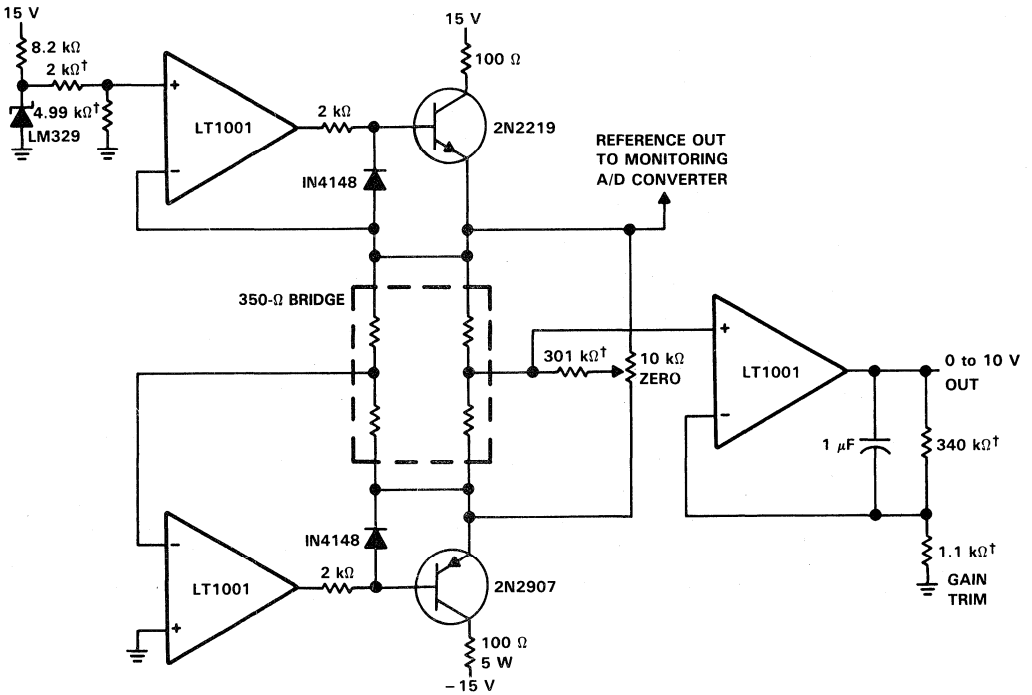 15 V
8.2 kΩ
2 kΩ†
4.99 kΩ†
LM329
+
LT1001
-
2 kΩ
IN4148
15 V
100 Ω
2N2219
REFERENCE OUT
TO MONITORING
A/D CONVERTER
350-Ω BRIDGE
301 kΩ†
10 kΩ
ZERO
+
LT1001
-
0 to 10 V
OUT
1 μF
340 kΩ†
1.1 kΩ†
GAIN
TRIM
-
LT1001
+
2 kΩ
IN4148
2N2907
100 Ω
5 W
-15 V